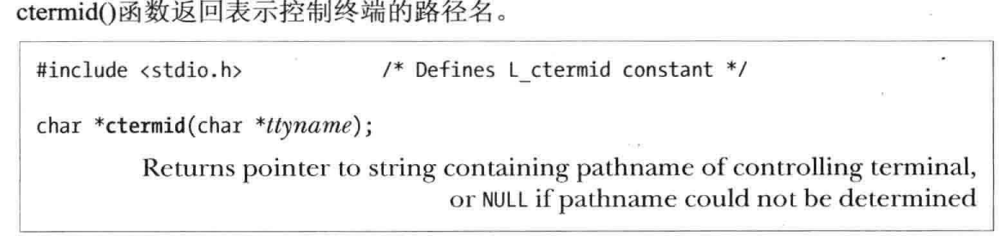 ctermid()函数返回表示控制终端的路径名。
#include <stdio.h> /* Defines L_ctermid constant */
char *ctermid(char *ttyname);
Returns pointer to string containing pathname of controlling terminal,
or NULL if pathname could not be determined